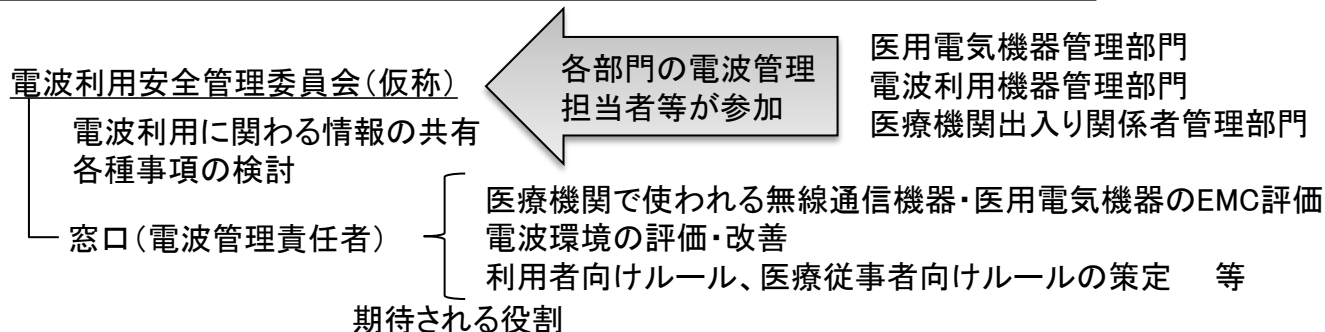 電波利用安全管理委員会(仮称)
電波利用に関わる情報の共有
各種事項の検討
窓口(電波管理責任者)
各部門の電波管理
担当者等が参加
医用電気機器管理部門
電波利用機器管理部門
医療機関出入り関係者管理部門
医療機関で使われる無線通信機器・医用電気機器のEMC評価
電波環境の評価・改善
利用者向けルール、医療従事者向けルールの策定 等
期待される役割